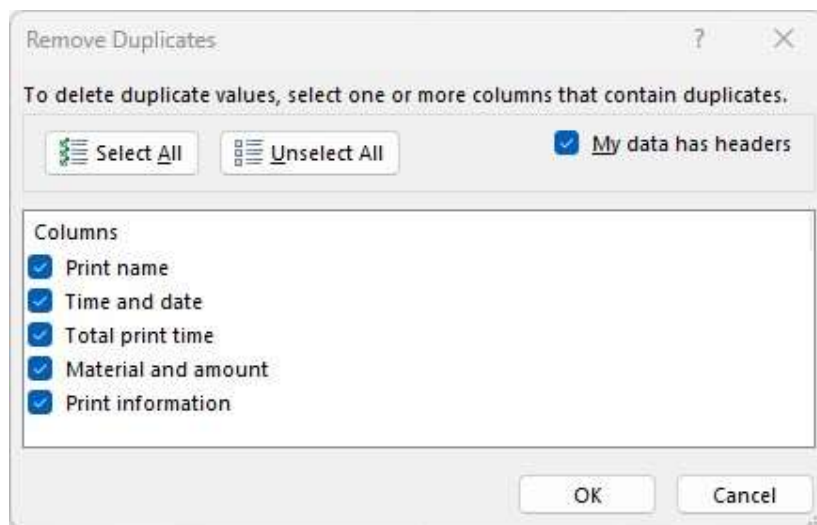 Remove Duplicates ?
To delete duplicate values, select one or more columns that contain duplicates.
Select All Unselect All My data has headers
Columns
Print name
Time and date
Total print time
Material and amount
Print information
OK Cancel